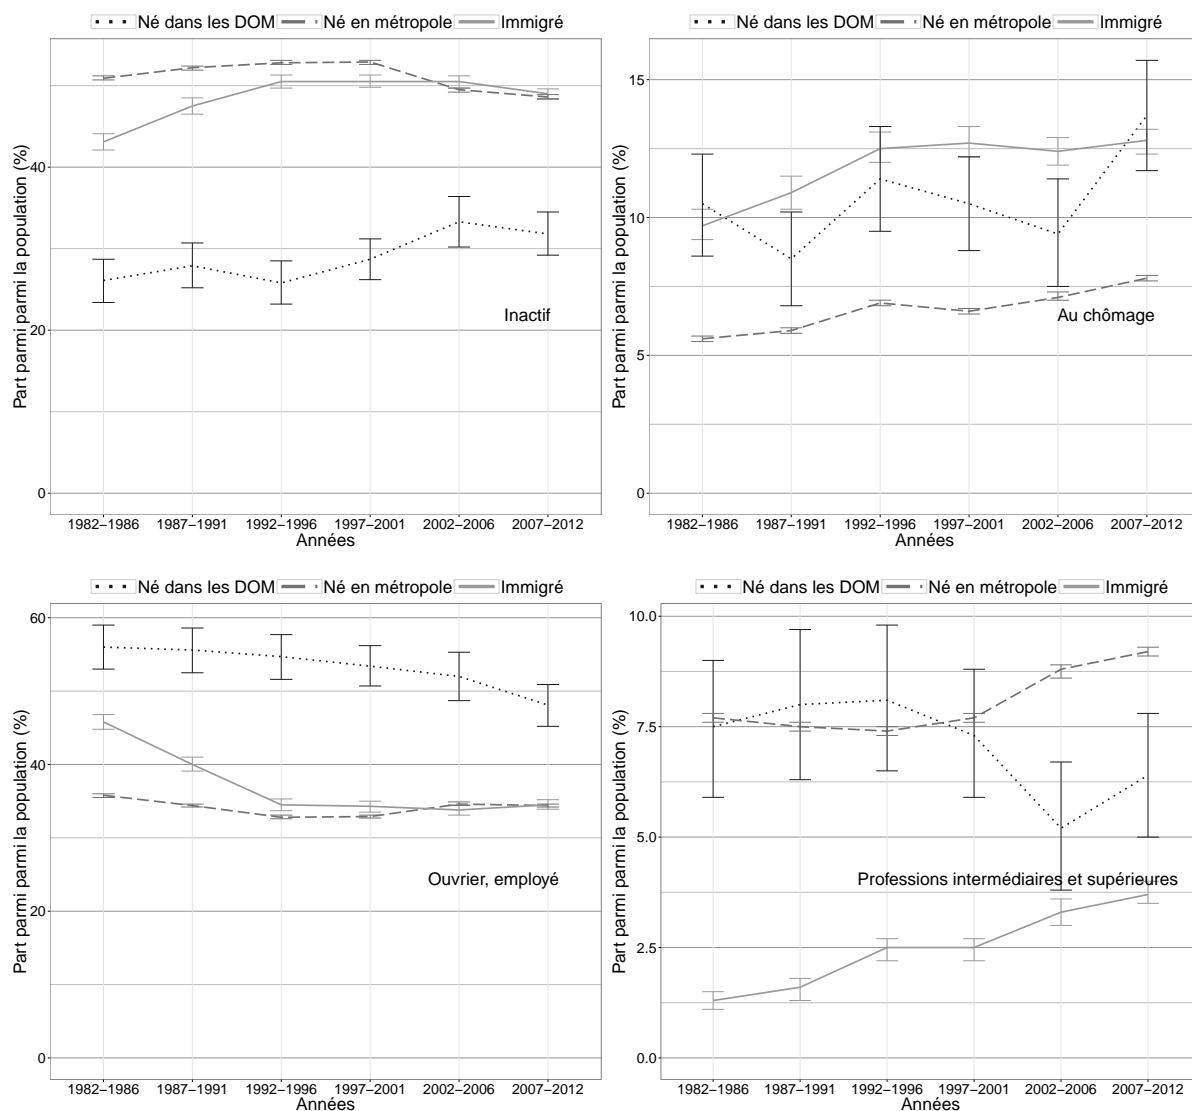 Né dans les DOM Né en métropole Immigré
Part parmi parmi la population (%)
40
20
0
Inactif
1982–1986 1987–1991 1992–1996 1997–2001 2002–2006 2007–2012
Années
Né dans les DOM Né en métropole Immigré
Part parmi parmi la population (%)
15
10
5
0
Au chômage
1982–1986 1987–1991 1992–1996 1997–2001 2002–2006 2007–2012
Années
Né dans les DOM Né en métropole Immigré
Part parmi parmi la population (%)
60
40
20
0
Ouvrier, employé
1982–1986 1987–1991 1992–1996 1997–2001 2002–2006 2007–2012
Années
Né dans les DOM Né en métropole Immigré
Part parmi parmi la population (%)
10.0
7.5
5.0
2.5
0.0
Professions intermédiaires et supérieures
1982–1986 1987–1991 1992–1996 1997–2001 2002–2006 2007–2012
Années